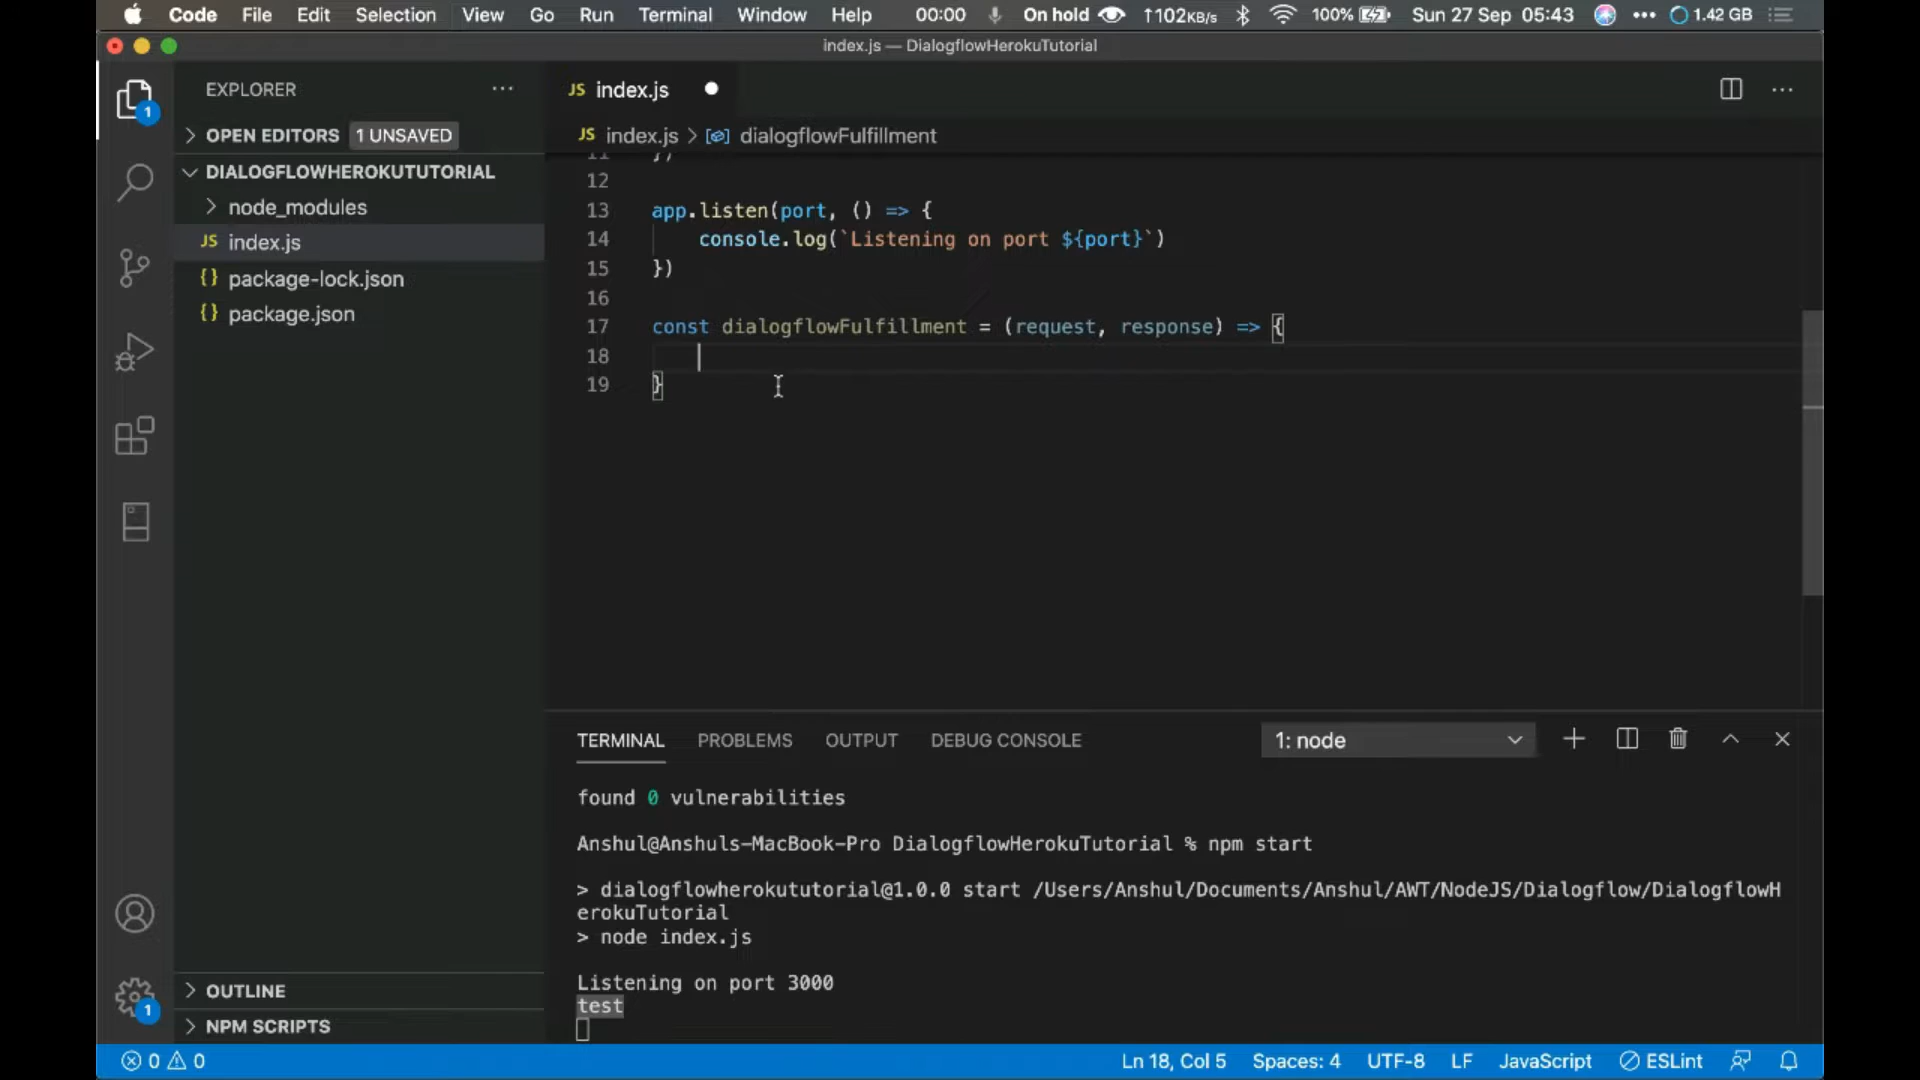 Code File Edit Selection View Go Run Terminal Window Help 00:00 On hold ↑102KB/s 100% Sun 27 Sep 05:43 ••• 1.42 GB
index.js — DialogflowHerokuTutorial
EXPLORER ···
JS index.js
OPEN EDITORS 1 UNSAVED
JS index.js > dialogflowFulfillment
DIALOGFLOWHEROKUTUTORIAL
node_modules
JS index.js
{} package-lock.json
{} package.json
11 })
12
13 app.listen(port, () => {
14 console.log(`Listening on port ${port}`)
15 })
16
17 const dialogflowFulfillment = (request, response) => {
18
19 }
TERMINAL PROBLEMS OUTPUT DEBUG CONSOLE 1: node
found 0 vulnerabilities
Anshul@Anshuls-MacBook-Pro DialogflowHerokuTutorial % npm start
> dialogflowherokututorial@1.0.0 start /Users/Anshul/Documents/Anshul/AWT/NodeJS/Dialogflow/DialogflowH
erokuTutorial
> node index.js
Listening on port 3000
test
1
1
OUTLINE
NPM SCRIPTS
0 0 Ln 18, Col 5 Spaces: 4 UTF-8 LF JavaScript ESLint